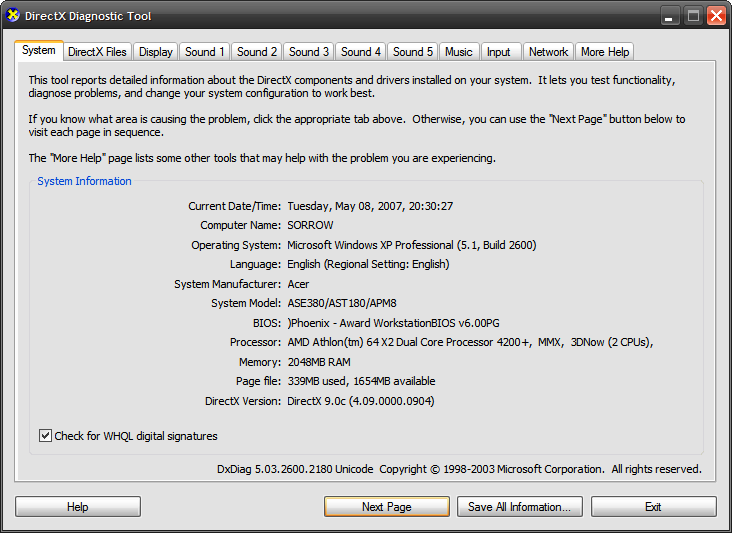 DirectX Diagnostic Tool
System DirectX Files Display Sound 1 Sound 2 Sound 3 Sound 4 Sound 5 Music Input Network More Help
This tool reports detailed information about the DirectX components and drivers installed on your system.  It lets you test functionality,
diagnose problems, and change your system configuration to work best.
If you know what area is causing the problem, click the appropriate tab above.  Otherwise, you can use the "Next Page" button below to
visit each page in sequence.
The "More Help" page lists some other tools that may help with the problem you are experiencing.
System Information
Current Date/Time: Tuesday, May 08, 2007, 20:30:27
Computer Name: SORROW
Operating System: Microsoft Windows XP Professional (5.1, Build 2600)
Language: English (Regional Setting: English)
System Manufacturer: Acer
System Model: ASE380/AST180/APM8
BIOS: )Phoenix - Award WorkstationBIOS v6.00PG
Processor: AMD Athlon(tm) 64 X2 Dual Core Processor 4200+,  MMX,  3DNow (2 CPUs),
Memory: 2048MB RAM
Page file: 339MB used, 1654MB available
DirectX Version: DirectX 9.0c (4.09.0000.0904)
Check for WHQL digital signatures
DxDiag 5.03.2600.2180 Unicode  Copyright © 1998-2003 Microsoft Corporation.  All rights reserved.
Help Next Page Save All Information... Exit